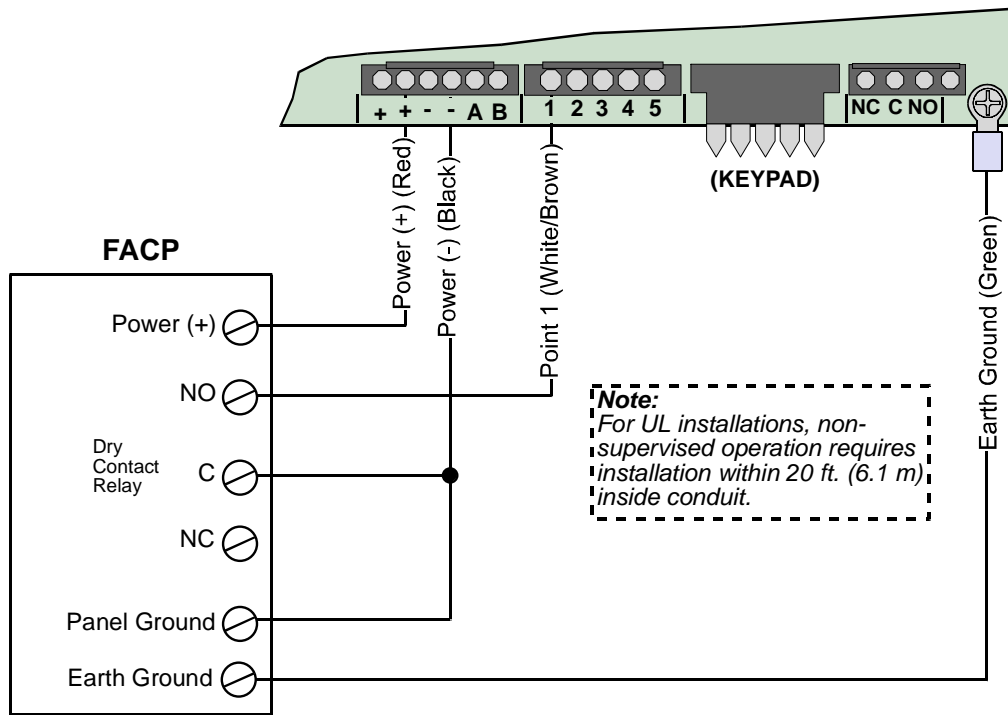 + + - - A B
1 2 3 4 5
NC C NO
(KEYPAD)
Power (+) (Red)
Power (-) (Black)
Point 1 (White/Brown)
Earth Ground (Green)
FACP
Power (+)
NO
Dry
Contact
Relay
C
NC
Panel Ground
Earth Ground
Note:
For UL installations, non-
supervised operation requires
installation within 20 ft. (6.1 m)
inside conduit.